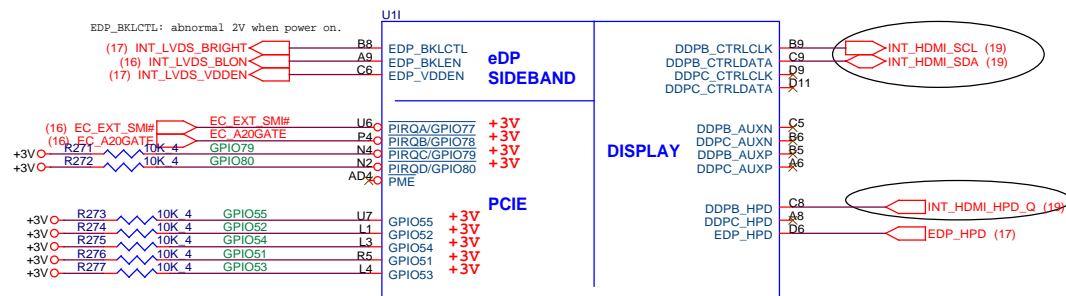 EDP_BKLCTL: abnormal 2V when power on.
U1I
(17) INT_LVDS_BRIGHT B8 EDP_BKLCTL
(16) INT_LVDS_BLON A9 EDP_BKLEN
(17) INT_LVDS_VDDEN C6 EDP_VDDEN
eDP
SIDEBAND
(16) EC_EXT_SMI# EC_EXT_SMI# U6 PIRQA/GPIO77 +3V
(16) EC_A20GATE EC_A20GATE P4 PIRQB/GPIO78 +3V
+3V R271 10K_4 GPIO79 N4 PIRQC/GPIO79 +3V
+3V R272 10K_4 GPIO80 N2 PIRQD/GPIO80 +3V
AD4 PME
PCIE
+3V R273 10K_4 GPIO55 U7 GPIO55 +3V
+3V R274 10K_4 GPIO52 L1 GPIO52 +3V
+3V R275 10K_4 GPIO54 L3 GPIO54 +3V
+3V R276 10K_4 GPIO51 R5 GPIO51 +3V
+3V R277 10K_4 GPIO53 L4 GPIO53 +3V
DISPLAY
DDPB_CTRLCLK B9 INT_HDMI_SCL (19)
DDPB_CTRLDATA C9 INT_HDMI_SDA (19)
DDPC_CTRLCLK D9
DDPC_CTRLDATA D11
DDPB_AUXN C5
DDPC_AUXN B6
DDPB_AUXP B5
DDPC_AUXP A6
DDPB_HPD C8 INT_HDMI_HPD_Q (19)
DDPC_HPD A8
EDP_HPD D6 EDP_HPD (17)